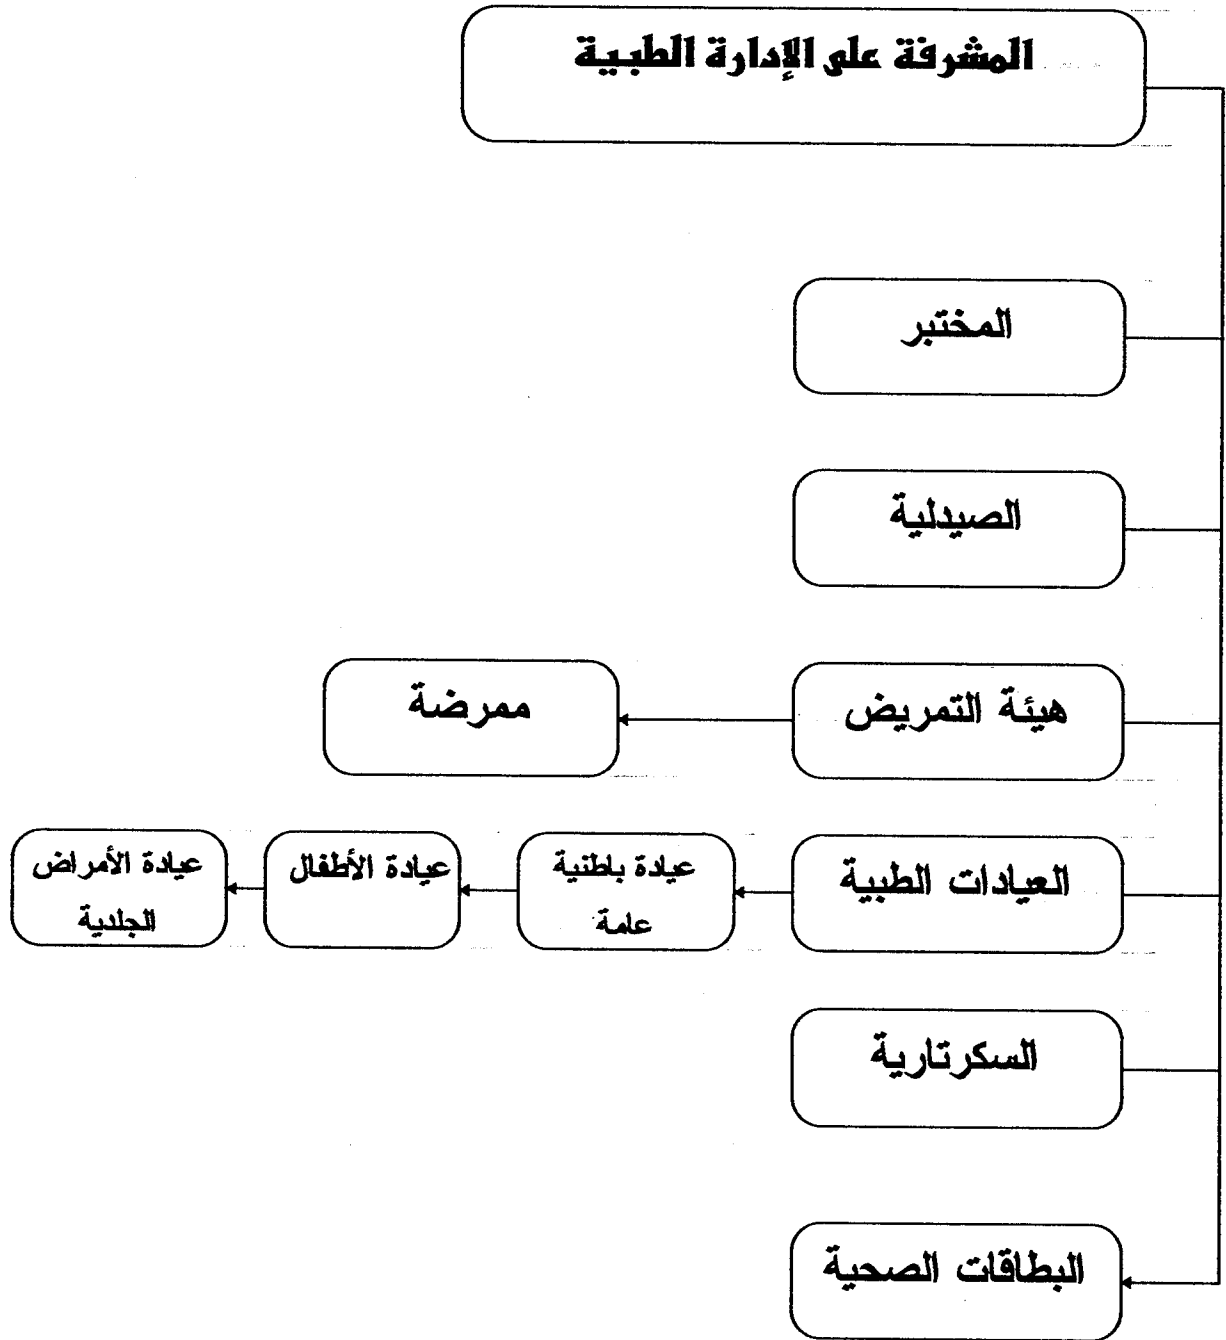 المشرفة على الإدارة الطبية
المختبر
الصيدلية
هيئة التمريض
ممرضة
العيادات الطبية
عيادة باطنية
عامة
عيادة الأطفال
عيادة الأمراض
الجلدية
السكرتارية
البطاقات الصحية